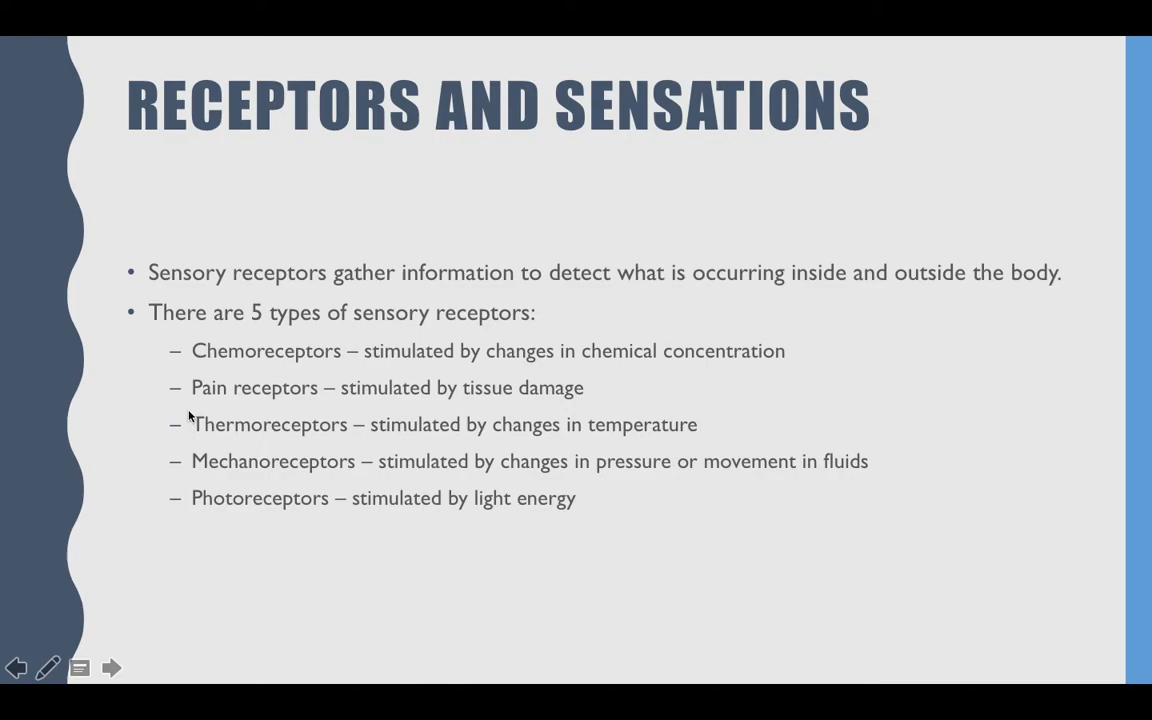 RECEPTORS AND SENSATIONS
• Sensory receptors gather information to detect what is occurring inside and outside the body.
• There are 5 types of sensory receptors:
– Chemoreceptors – stimulated by changes in chemical concentration
– Pain receptors – stimulated by tissue damage
– Thermoreceptors – stimulated by changes in temperature
– Mechanoreceptors – stimulated by changes in pressure or movement in fluids
– Photoreceptors – stimulated by light energy